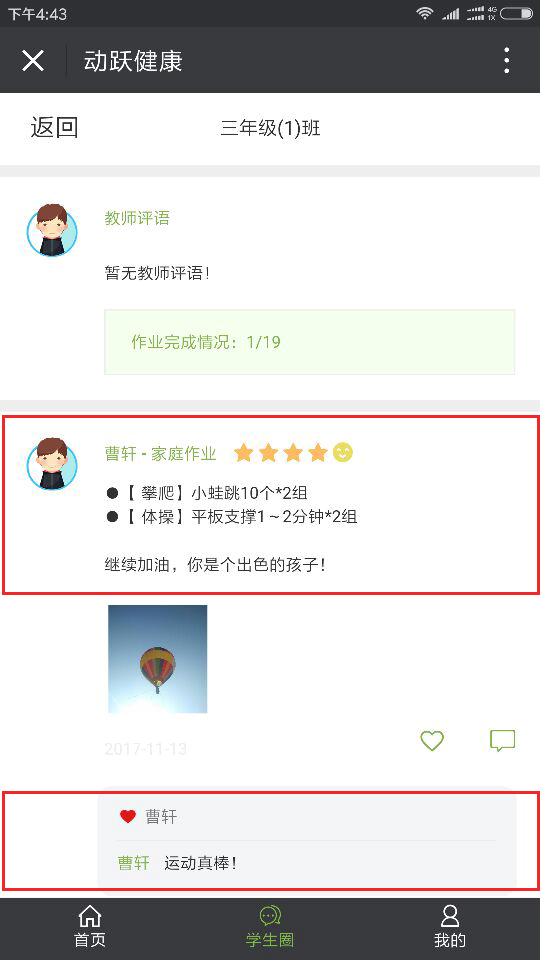 下午4:43
4G
1X
动跃健康
返回
三年级(1)班
教师评语
暂无教师评语!
作业完成情况：1/19
曹轩 - 家庭作业
●【 攀爬】小蛙跳10个*2组
●【 体操】平板支撑1～2分钟*2组
继续加油，你是个出色的孩子!
2017-11-13
曹轩
曹轩 运动真棒!
首页
学生圈
我的